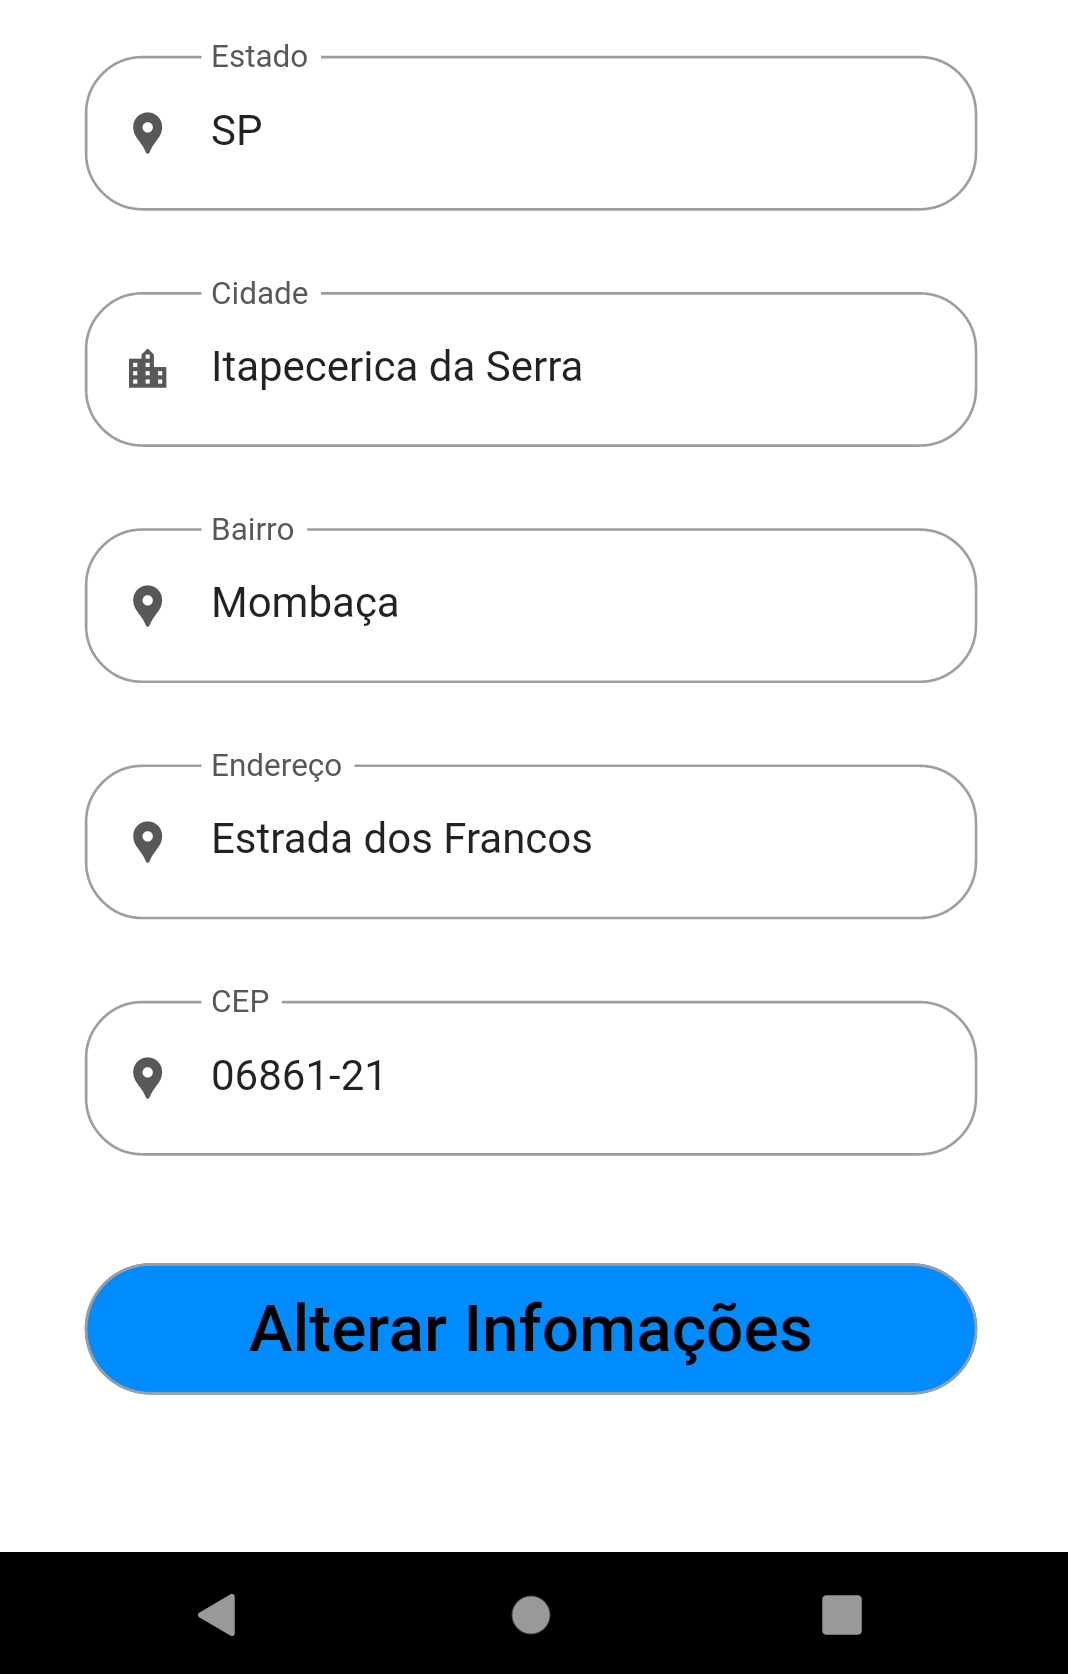 Estado
SP
Cidade
Itapecerica da Serra
Bairro
Mombaça
Endereço
Estrada dos Francos
CEP
06861-21
Alterar Infomações